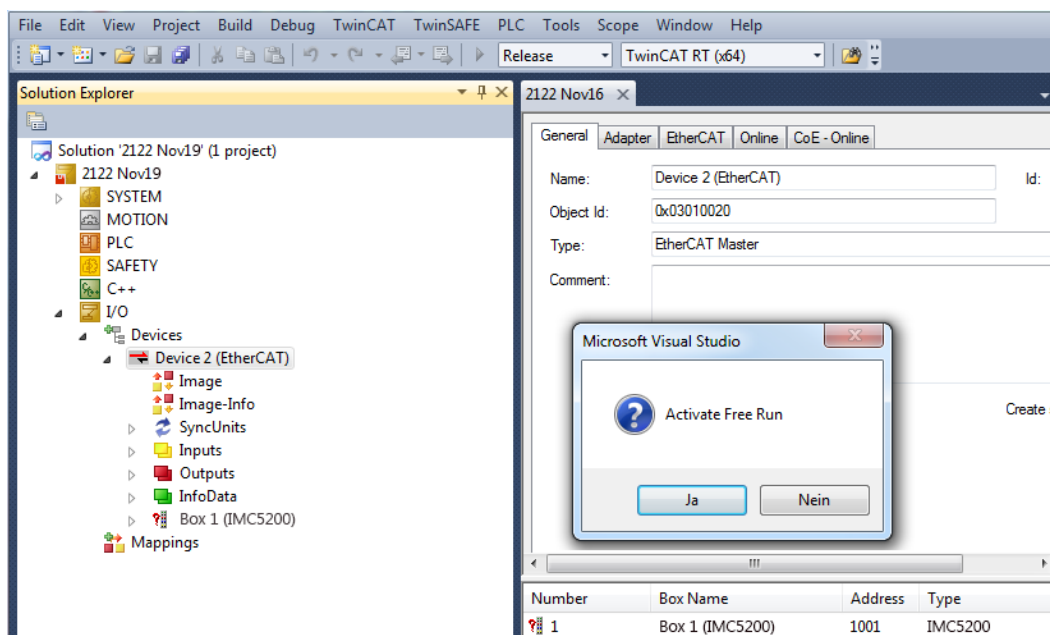 File Edit View Project Build Debug TwinCAT TwinSAFE PLC Tools Scope Window Help
Release TwinCAT RT (x64)
Solution Explorer
Solution '2122 Nov19' (1 project)
2122 Nov19
SYSTEM
MOTION
PLC
SAFETY
C++
I/O
Devices
Device 2 (EtherCAT)
Image
Image-Info
SyncUnits
Inputs
Outputs
InfoData
Box 1 (IMC5200)
Mappings
2122 Nov16
General Adapter EtherCAT Online CoE - Online
Name: Device 2 (EtherCAT) Id:
Object Id: 0x03010020
Type: EtherCAT Master
Comment:
Microsoft Visual Studio
Activate Free Run
Ja Nein
Create
Number Box Name Address Type
1 Box 1 (IMC5200) 1001 IMC5200